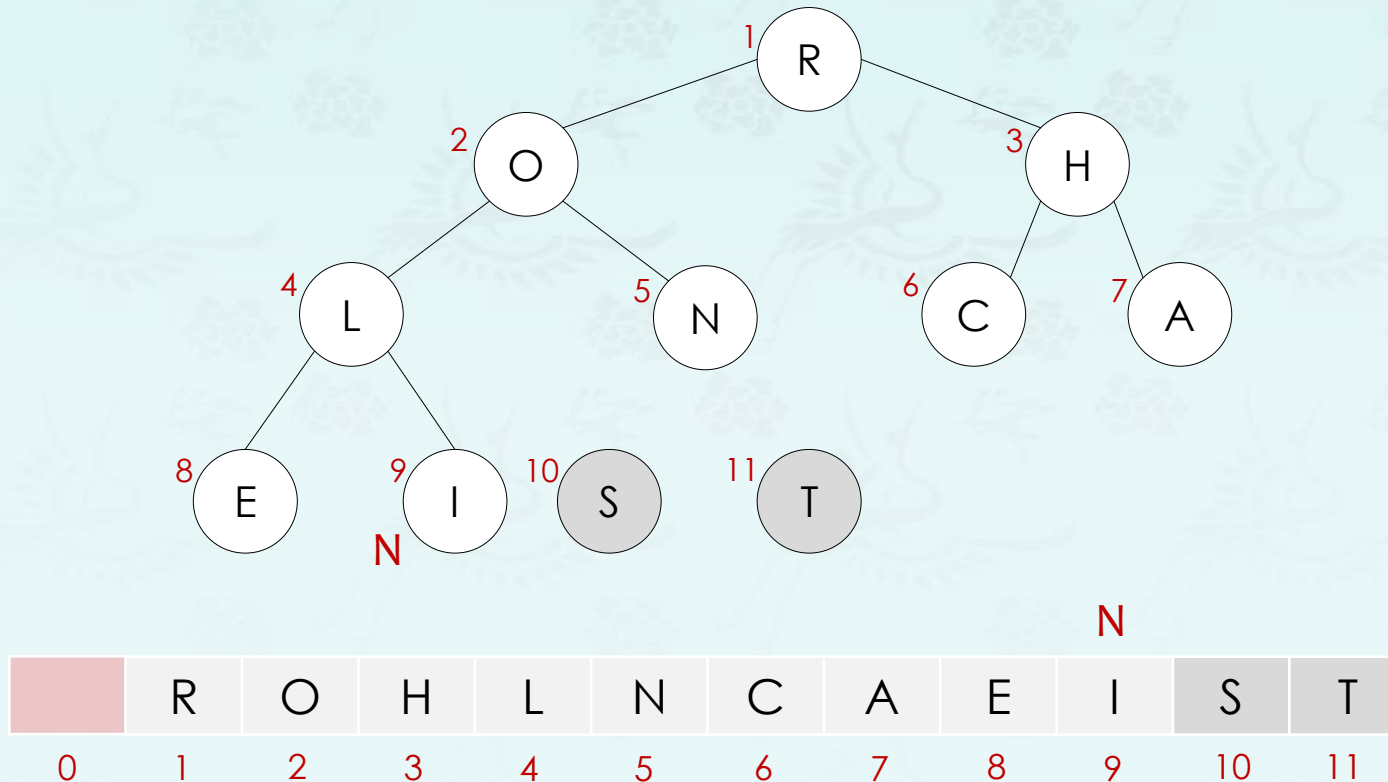 1 R
2 O 3 H
4 L 5 N 6 C 7 A
8 E 9 I 10 S 11 T
N
N
R O H L N C A E I S T
0 1 2 3 4 5 6 7 8 9 10 11